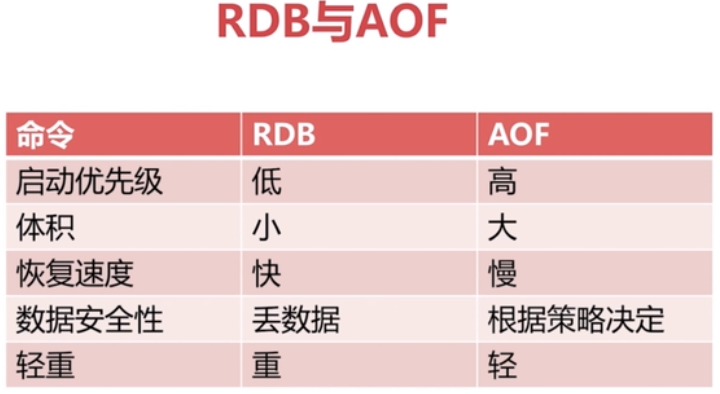 RDB与AOF
命令 RDB AOF
启动优先级 低 高
体积 小 大
恢复速度 快 慢
数据安全性 丢数据 根据策略决定
轻重 重 轻